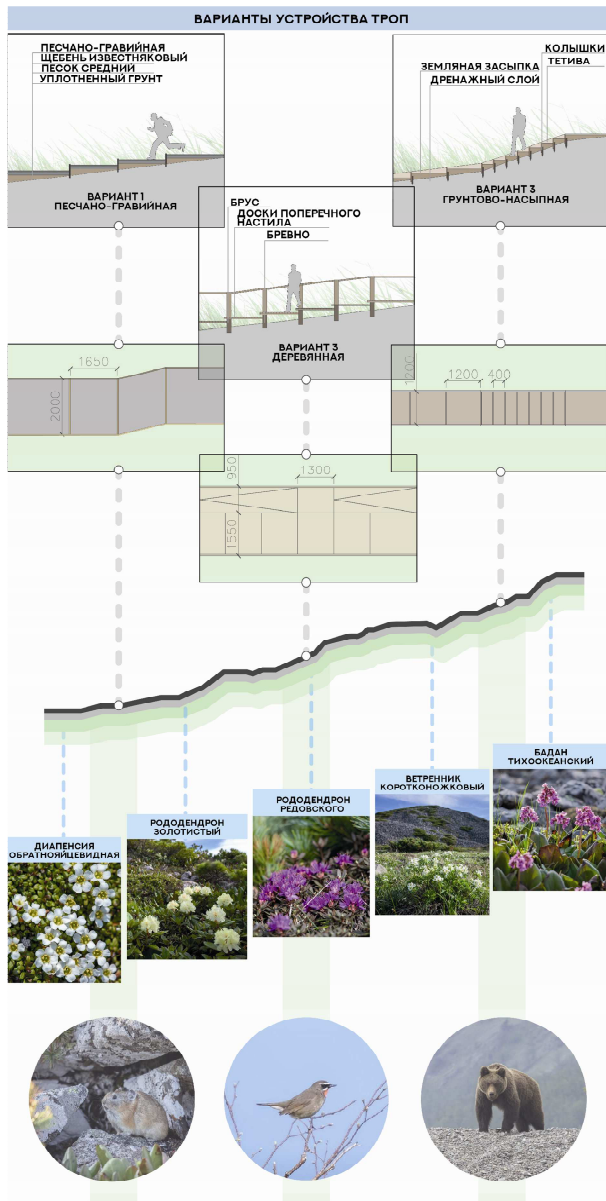 ВАРИАНТЫ УСТРОЙСТВА ТРОП
ПЕСЧАНО-ГРАВИЙНАЯ
ЩЕБЕНЬ ИЗВЕСТНЯКОВЫЙ
ПЕСОК СРЕДНИЙ
УПЛОТНЕННЫЙ ГРУНТ
ВАРИАНТ 1
ПЕСЧАНО-ГРАВИЙНАЯ
КОЛЫШКИ
ТЕТИВА
ЗЕМЛЯНАЯ ЗАСЫПКА
ДРЕНАЖНЫЙ СЛОЙ
ВАРИАНТ 3
ГРУНТОВО-НАСЫПНАЯ
БРУС
ДОСКИ ПОПЕРЕЧНОГО
НАСТИЛА
БРЕВНО
ВАРИАНТ 3
ДЕРЕВЯННАЯ
1650
2000
1200
1200
400
950
1300
1550
БАДАН
ТИХООКЕАНСКИЙ
ВЕТРЕННИК
КОРОТКОНОЖКОВЫЙ
РОДОДЕНДРОН
РЕДОВСКОГО
РОДОДЕНДРОН
ЗОЛОТИСТЫЙ
ДИАПЕНСИЯ
ОБРАТНОЯЙЦЕВИДНАЯ